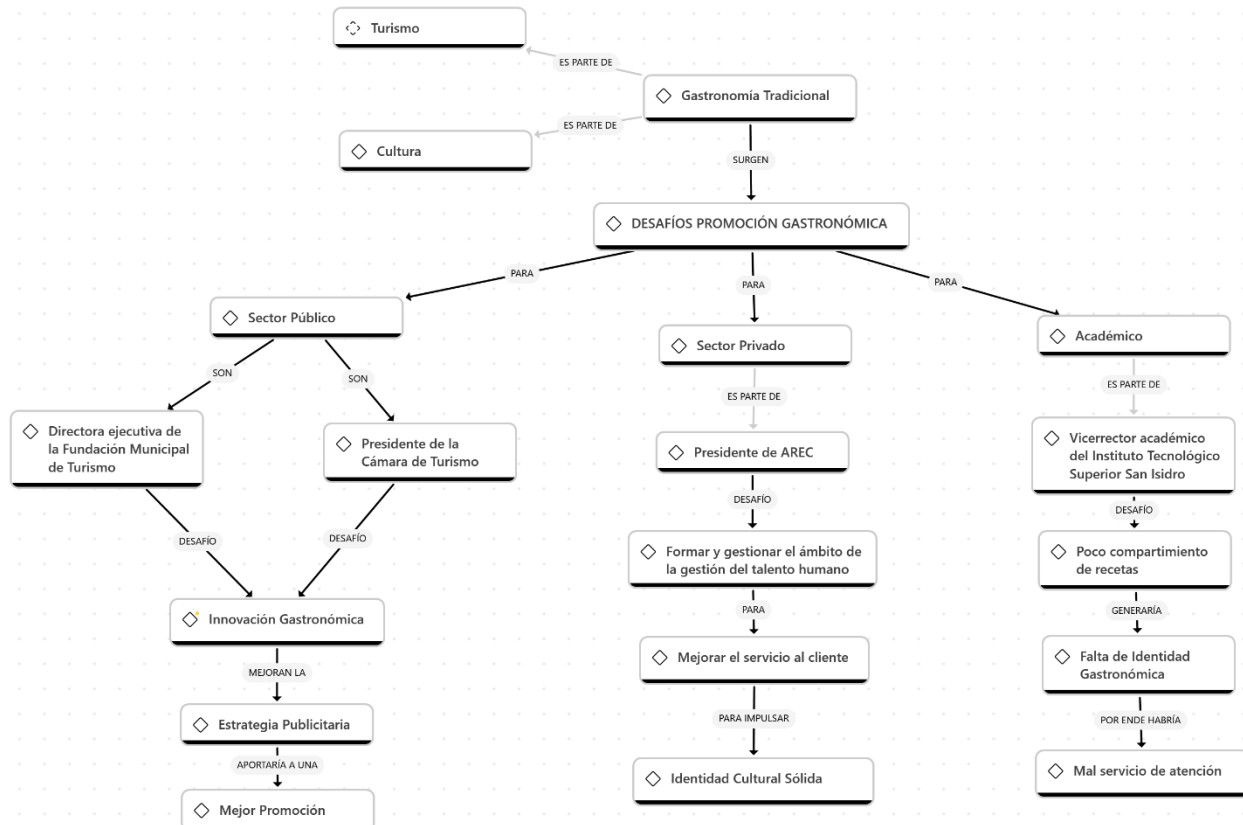 Turismo
ES PARTE DE
Gastronomía Tradicional
ES PARTE DE
Cultura
SURGEN
DESAFÍOS PROMOCIÓN GASTRONÓMICA
PARA
PARA
PARA
Sector Público
Sector Privado
Académico
SON
SON
ES PARTE DE
ES PARTE DE
Directora ejecutiva de
la Fundación Municipal
de Turismo
Presidente de la
Cámara de Turismo
Presidente de AREC
Vicerrector académico
del Instituto Tecnológico
Superior San Isidro
DESAFÍO
DESAFÍO
DESAFÍO
DESAFÍO
Formar y gestionar el ámbito de
la gestión del talento humano
Poco compartimiento
de recetas
Innovación Gastronómica
PARA
GENERARÍA
MEJORAN LA
Mejorar el servicio al cliente
Falta de Identidad
Gastronómica
Estrategia Publicitaria
PARA IMPULSAR
POR ENDE HABRÍA
APORTARÍA A UNA
Identidad Cultural Sólida
Mal servicio de atención
Mejor Promoción